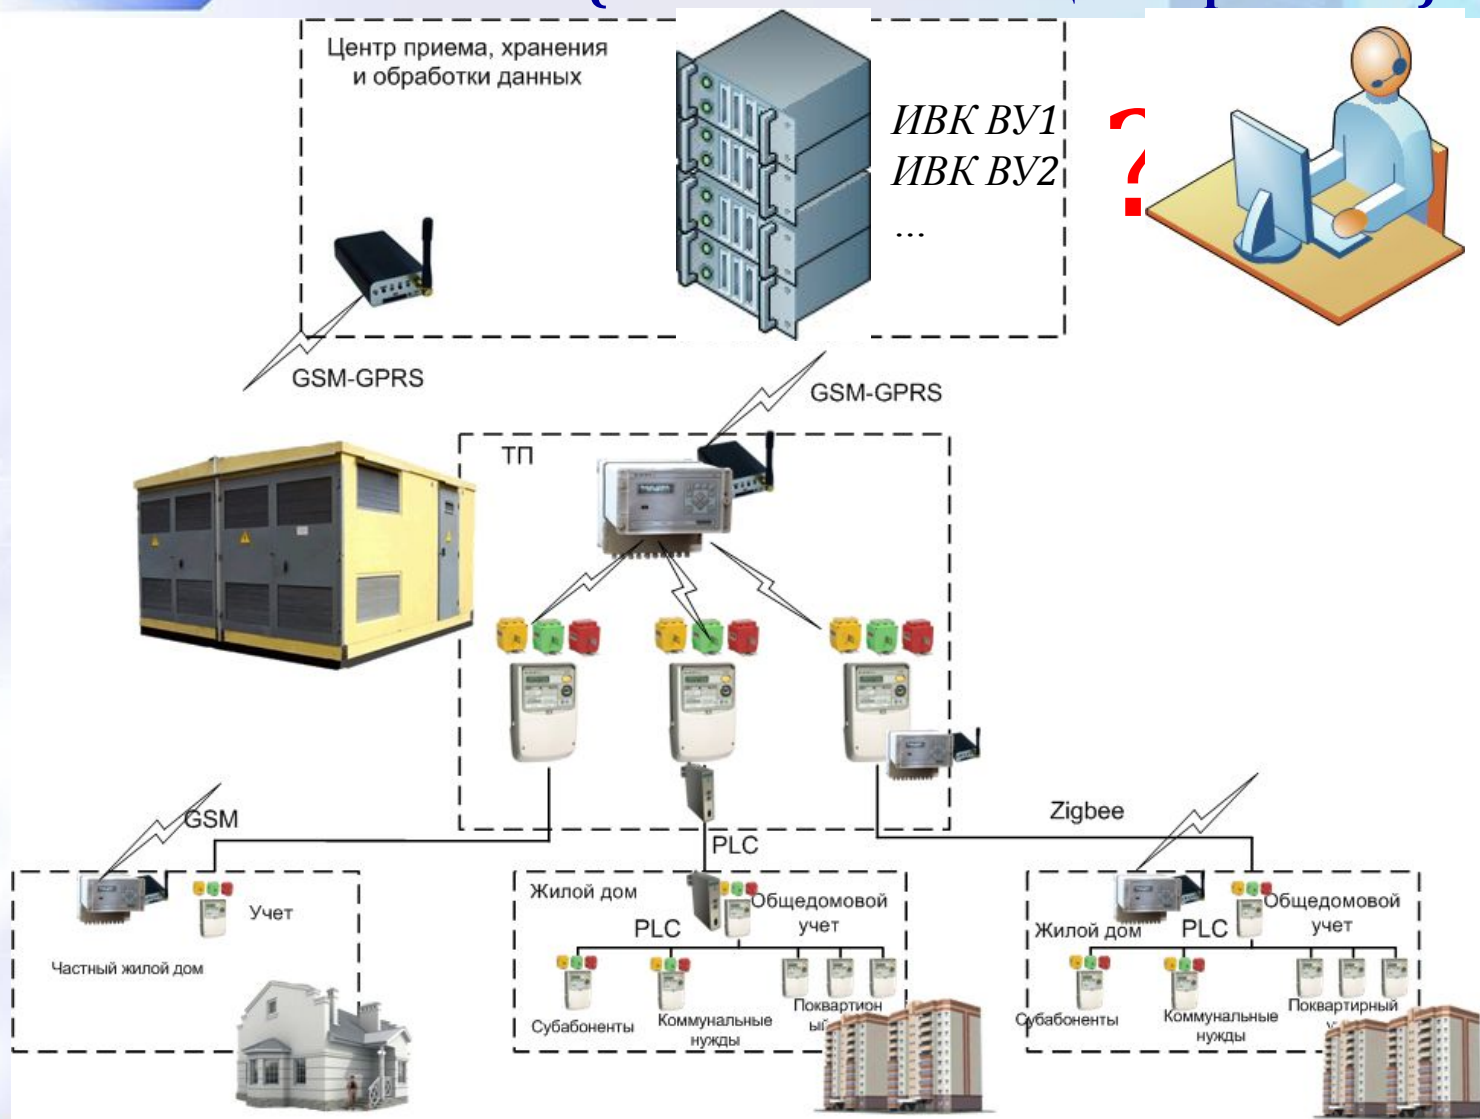 Центр приема, хранения
и обработки данных
ИВК ВУ1
ИВК ВУ2
...
?
GSM-GPRS
GSM-GPRS
ТП
GSM
PLC
Zigbee
Учет
Частный жилой дом
Жилой дом
Общедомовой
учет
PLC
Субабоненты
Коммунальные
нужды
Поквартион
Жилой дом
PLC
Общедомовой
учет
Субабоненты
Коммунальные
нужды
Поквартирный